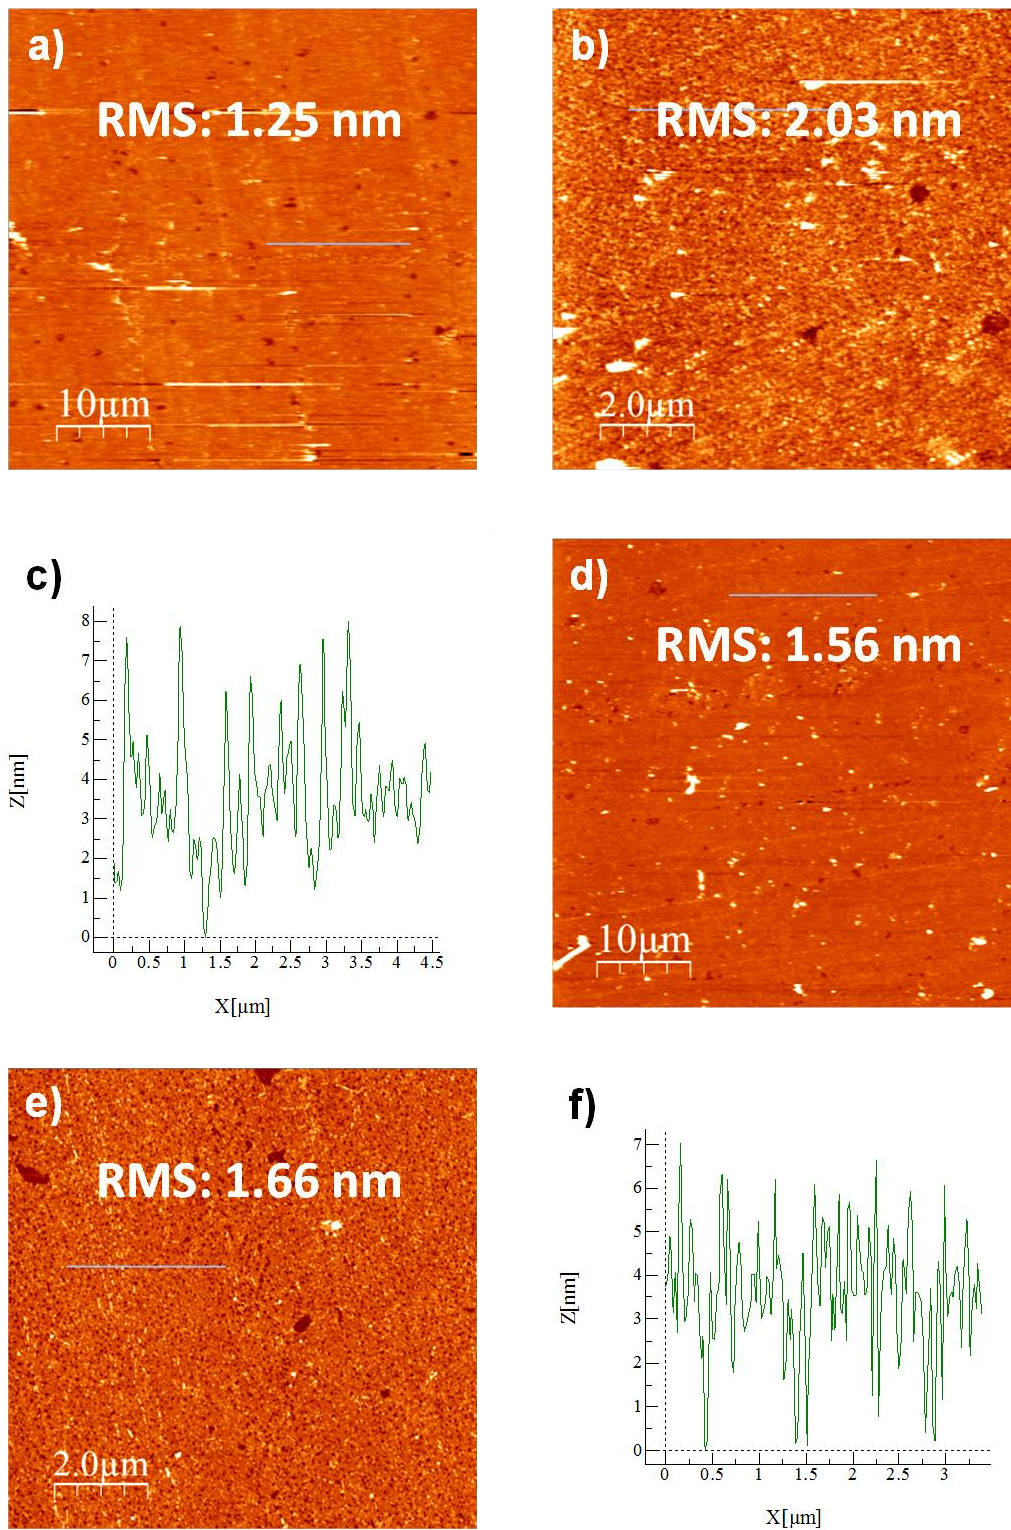 a)
RMS: 1.25 nm
10µm
b)
RMS: 2.03 nm
2.0µm
c)
8
7
6
5
4
3
2
1
0
Z[nm]
0 0.5 1 1.5 2 2.5 3 3.5 4 4.5
X[µm]
d)
RMS: 1.56 nm
10µm
e)
RMS: 1.66 nm
2.0µm
f)
7
6
5
4
3
2
1
0
Z[nm]
0 0.5 1 1.5 2 2.5 3
X[µm]